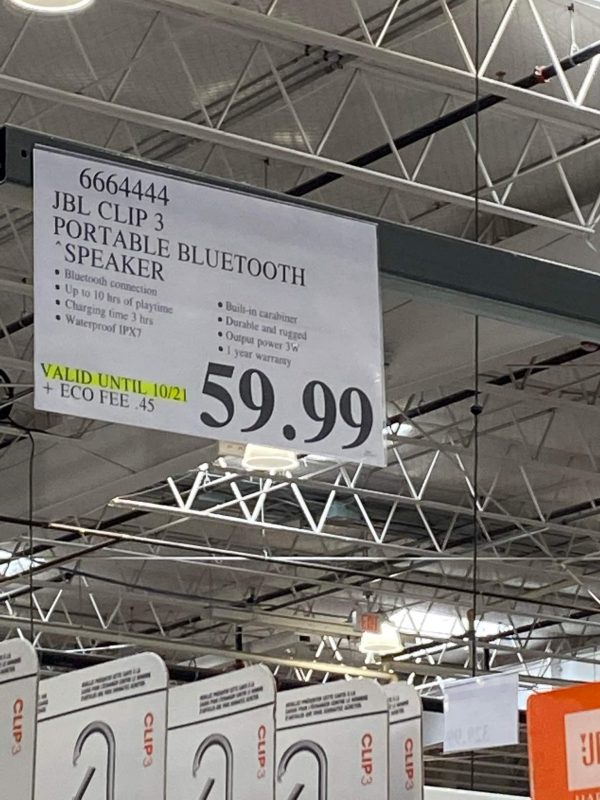 6664444
JBL CLIP 3
PORTABLE BLUETOOTH
SPEAKER
• Bluetooth connection
• Up to 10 hrs of playtime
• Charging time 3 hrs
• Waterproof IPX7
• Built-in carabiner
• Durable and rugged
• Output power 3W
• 1 year warranty
VALID UNTIL 10/21
+ ECO FEE .45
59.99
CLIP3
CLIP3
CLIP3
CLIP3
CLIP3